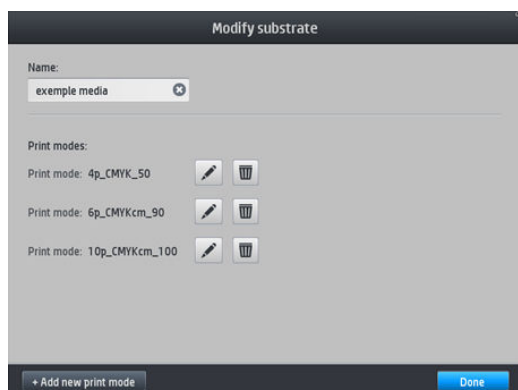 Modify substrate
Name:
exemple media
Print modes:
Print mode: 4p_CMYK_50
Print mode: 6p_CMYKcm_90
Print mode: 10p_CMYKcm_100
+ Add new print mode
Done